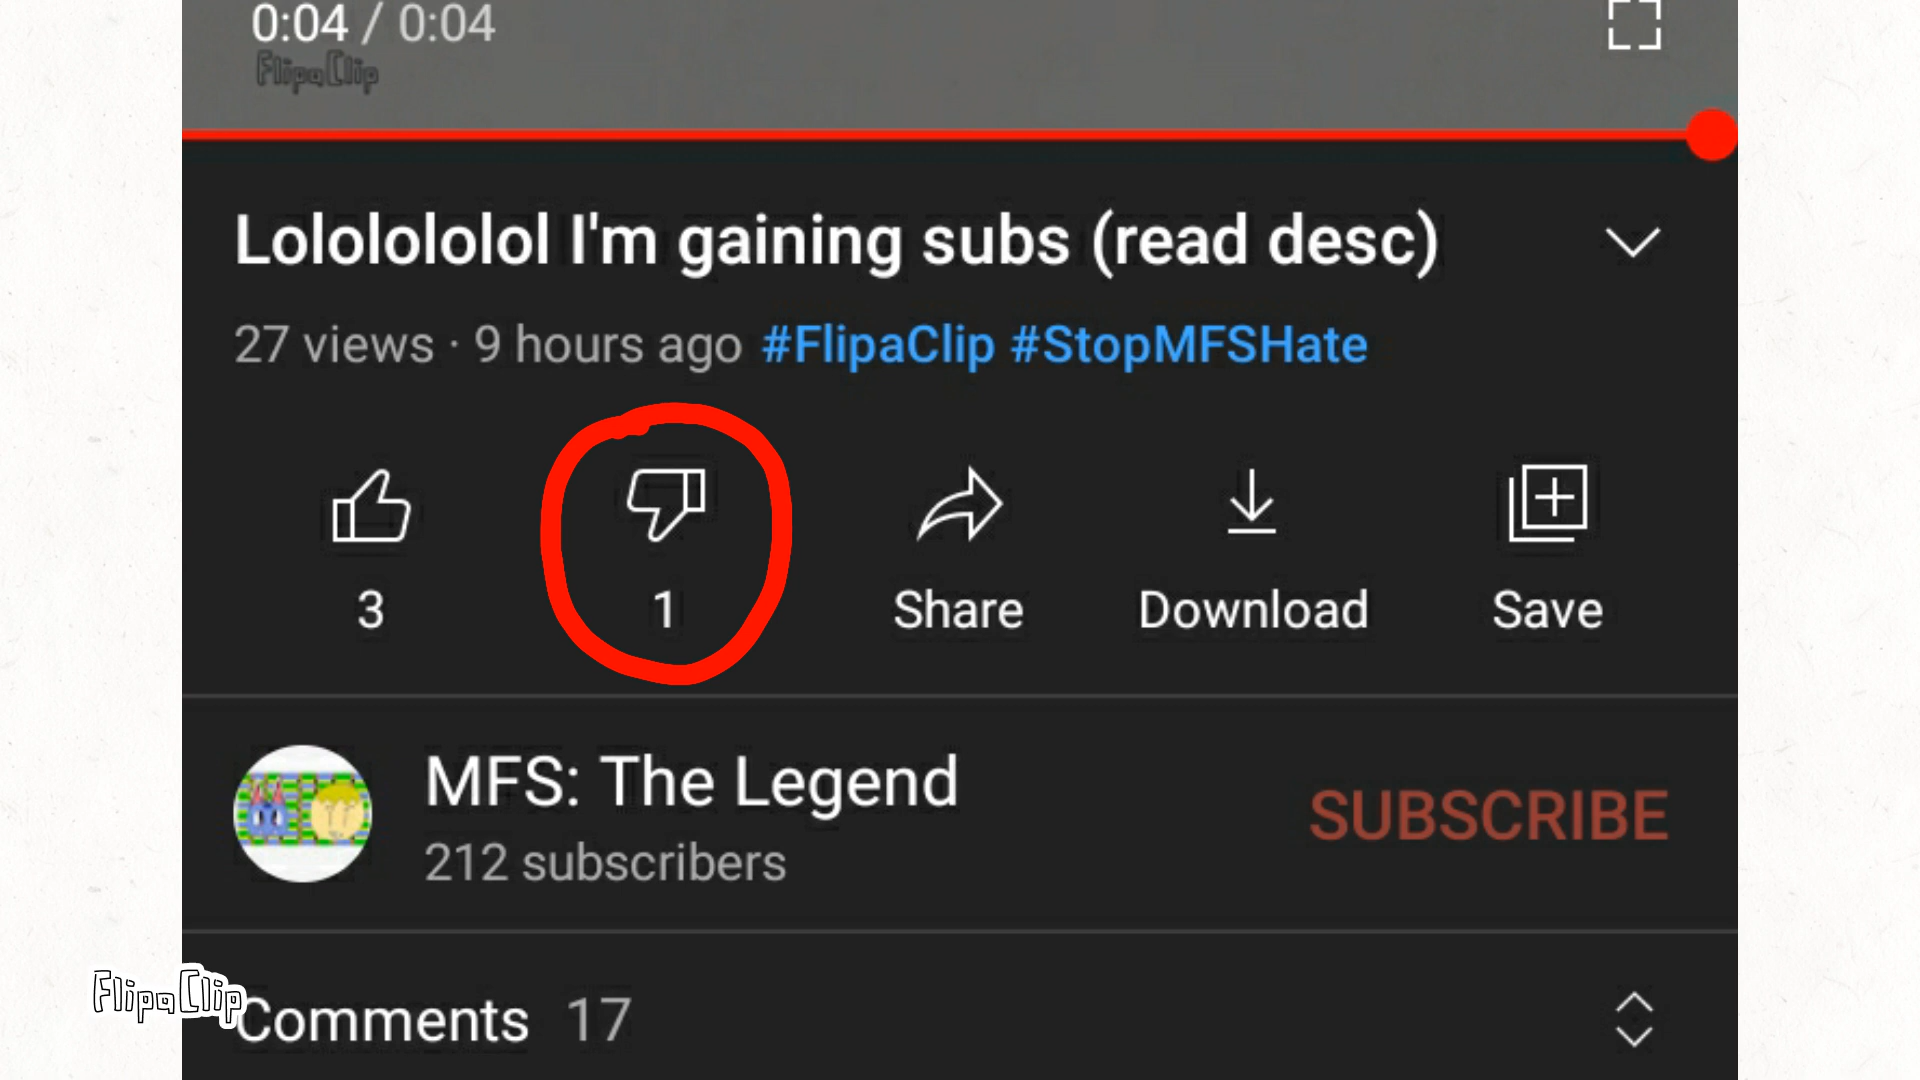 0:04 / 0:04
FlipaClip
Lolololololol I'm gaining subs (read desc)
27 views · 9 hours ago #FlipaClip #StopMFSHate
3 1 Share Download Save
MFS: The Legend
SUBSCRIBE
212 subscribers
FlipaClip
Comments 17